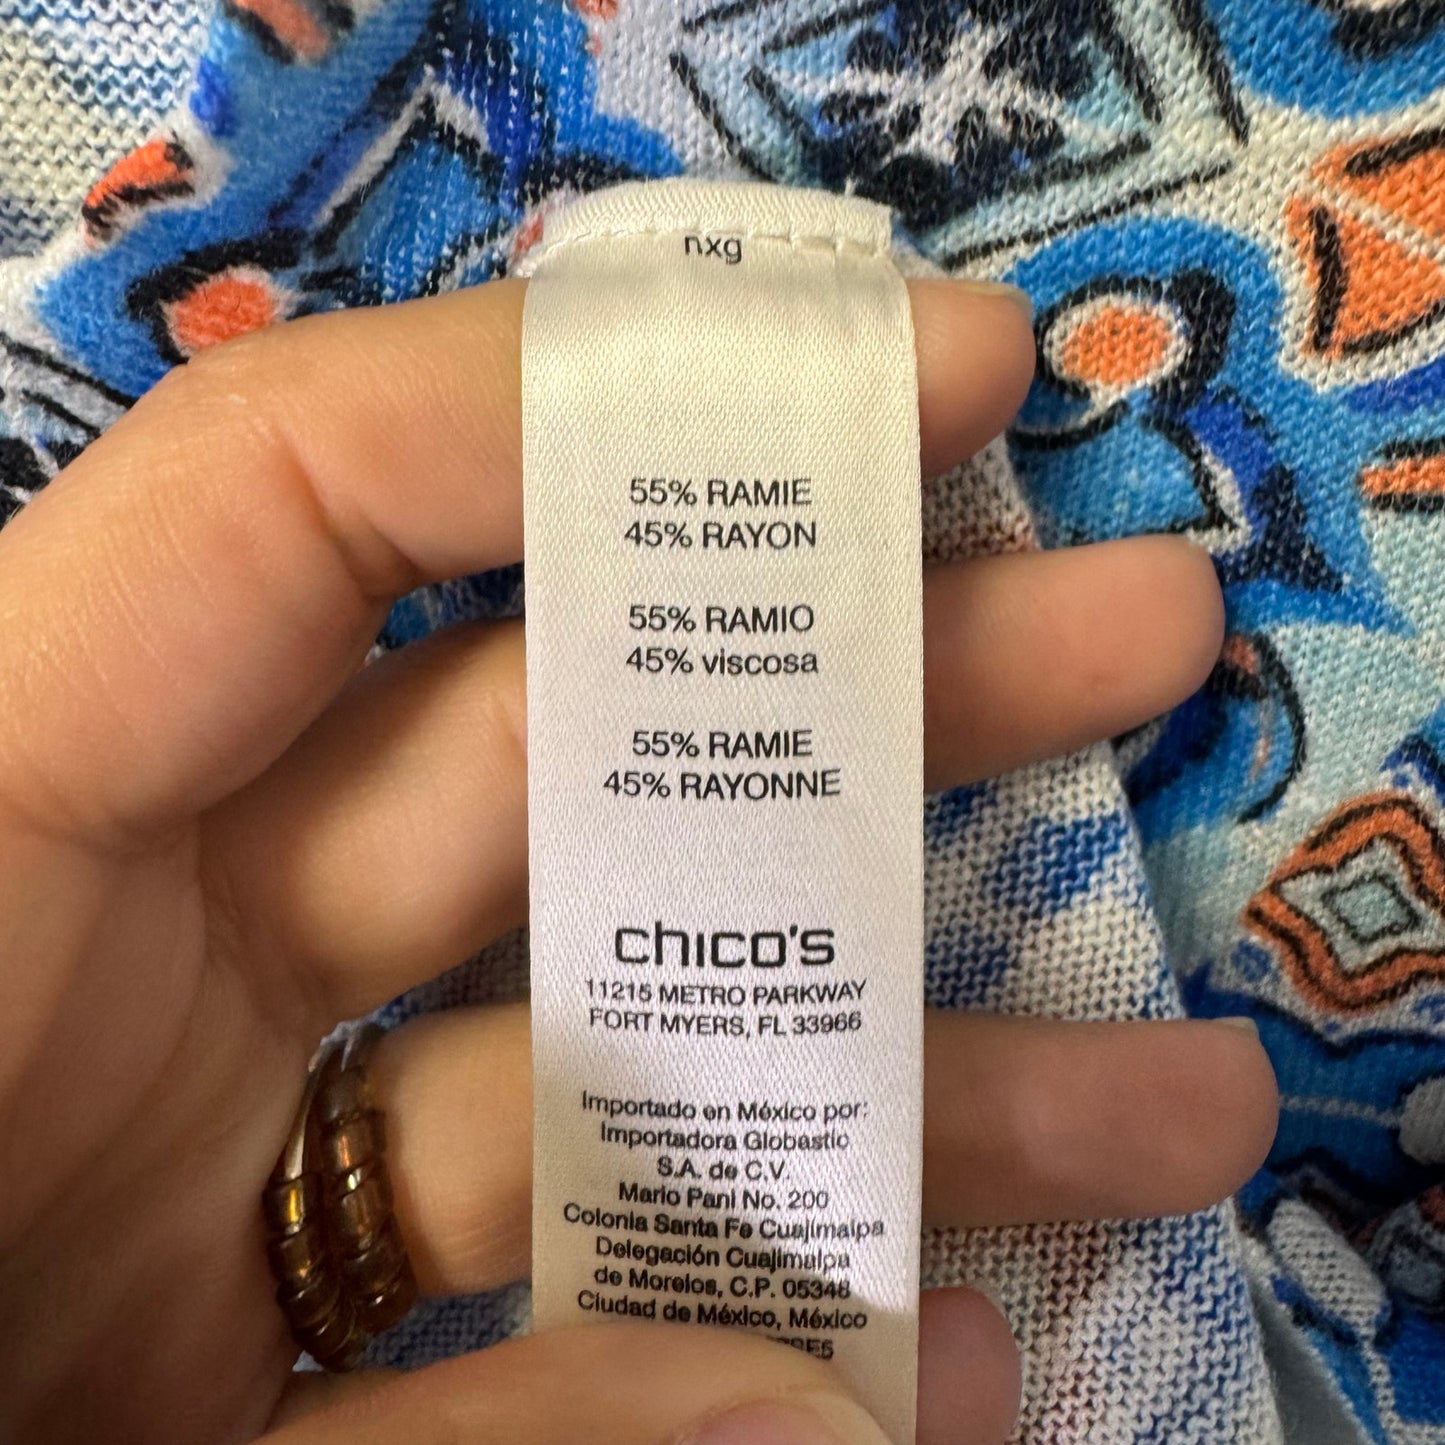 nxg
55% RAMIE
45% RAYON
55% RAMIO
45% viscosa
55% RAMIE
45% RAYONNE
chico's
11215 METRO PARKWAY
FORT MYERS, FL 33966
Importado en México por:
Importadora Globastic
S.A. de C.V.
Mario Pani No. 200
Colonia Santa Fe Cuajimalpa
Delegación Cuajimalpa
de Morelos, C.P. 05348
Ciudad de México, México